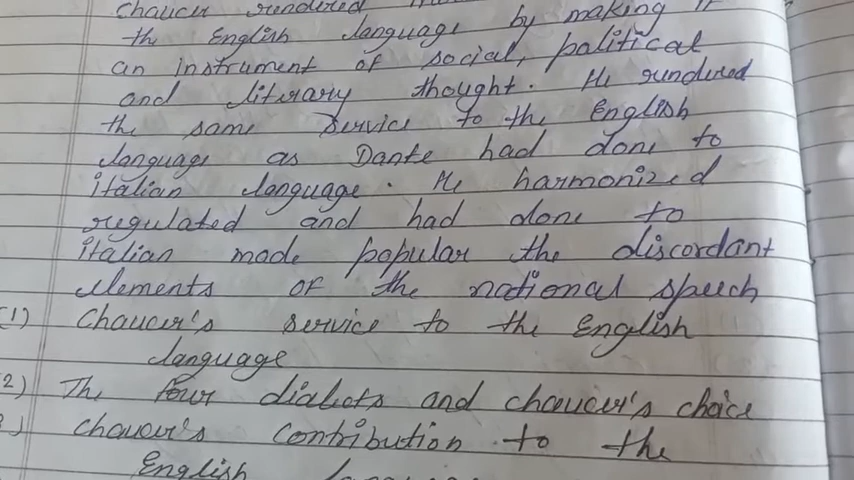 Chaucer rendered
the English language by making it
an instrument of social, political
and literary thought. He rendered
the same service to the English
language as Dante had done to
italian language. He harmonized
regulated and had done to
italian made popular the discordant
elements of the national speech
(1) Chaucer's service to the English
language
2) The four dialects and chaucer's choice
Chaucer's contribution to the
English language